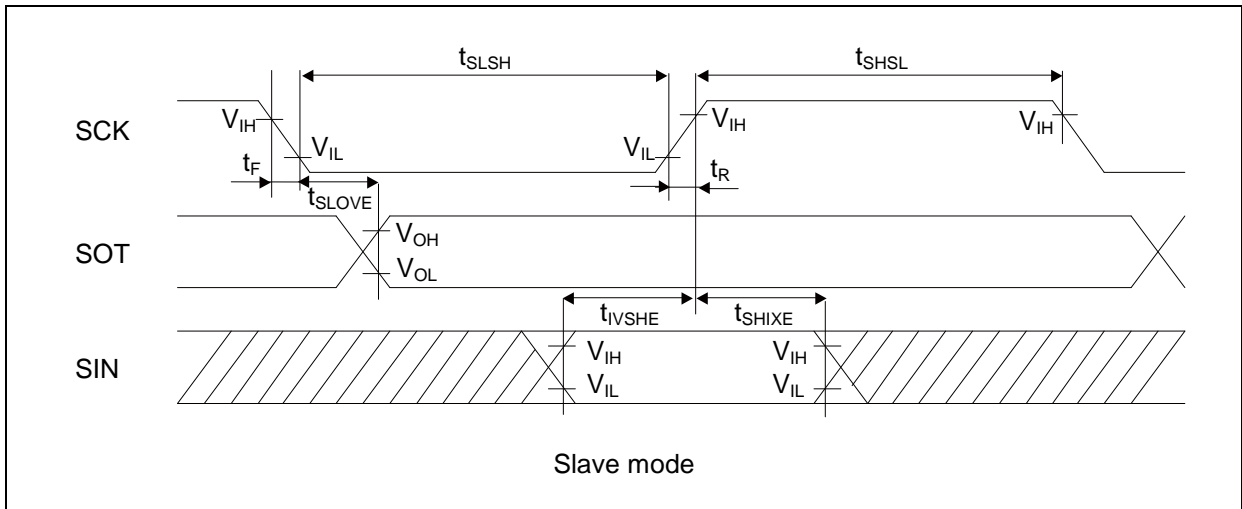 tSLSH
tSHSL
SCK
VIH
VIL
VIL
VIH
VIH
tF
tSLOVE
tR
SOT
VOH
VOL
tIVSHE
tSHIXE
SIN
VIH
VIH
VIL
VIL
Slave mode